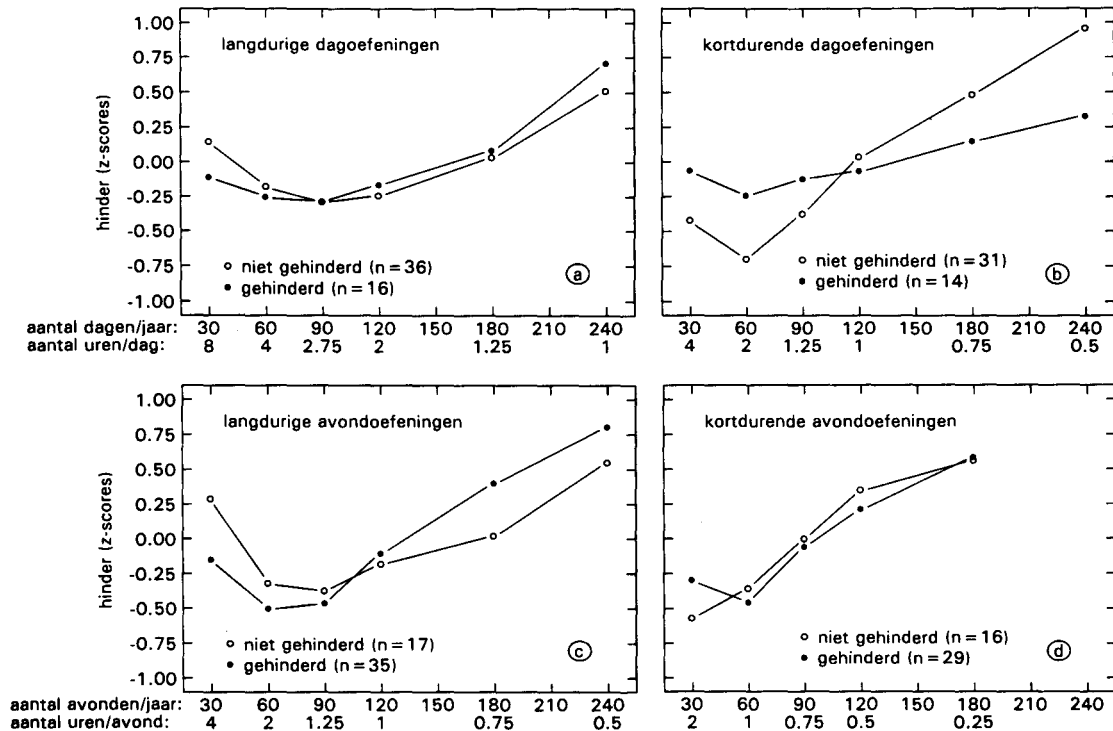 1.00
0.75
0.50
0.25
0.00
-0.25
-0.50
-0.75
-1.00
hinder (z-scores)
langdurige dagoefeningen
niet gehinderd (n=36)
gehinderd (n=16)
a
kortdurende dagoefeningen
niet gehinderd (n=31)
gehinderd (n=14)
b
aantal dagen/jaar: 30 60 90 120 150 180 210 240 30 60 90 120 150 180 210 240
aantal uren/dag: 8 4 2.75 2 1.25 1 4 2 1.25 1 0.75 0.5
1.00
0.75
0.50
0.25
0.00
-0.25
-0.50
-0.75
-1.00
hinder (z-scores)
langdurige avondoefeningen
niet gehinderd (n=17)
gehinderd (n=35)
c
kortdurende avondoefeningen
niet gehinderd (n=16)
gehinderd (n=29)
d
aantal avonden/jaar: 30 60 90 120 150 180 210 240 30 60 90 120 150 180 210 240
aantal uren/avond: 4 2 1.25 1 0.75 0.5 2 1 0.75 0.5 0.25